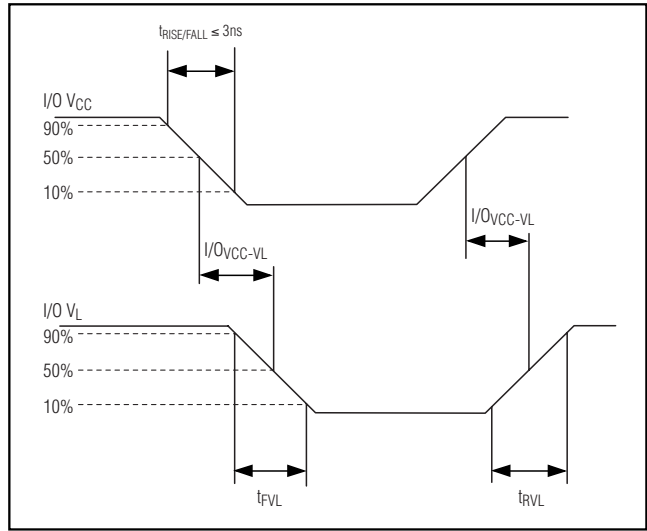 tRISE/FALL ≤ 3ns
I/O VCC
90%
50%
10%
I/OVCC-VL
I/OVCC-VL
I/O VL
90%
50%
10%
tFVL
tRVL